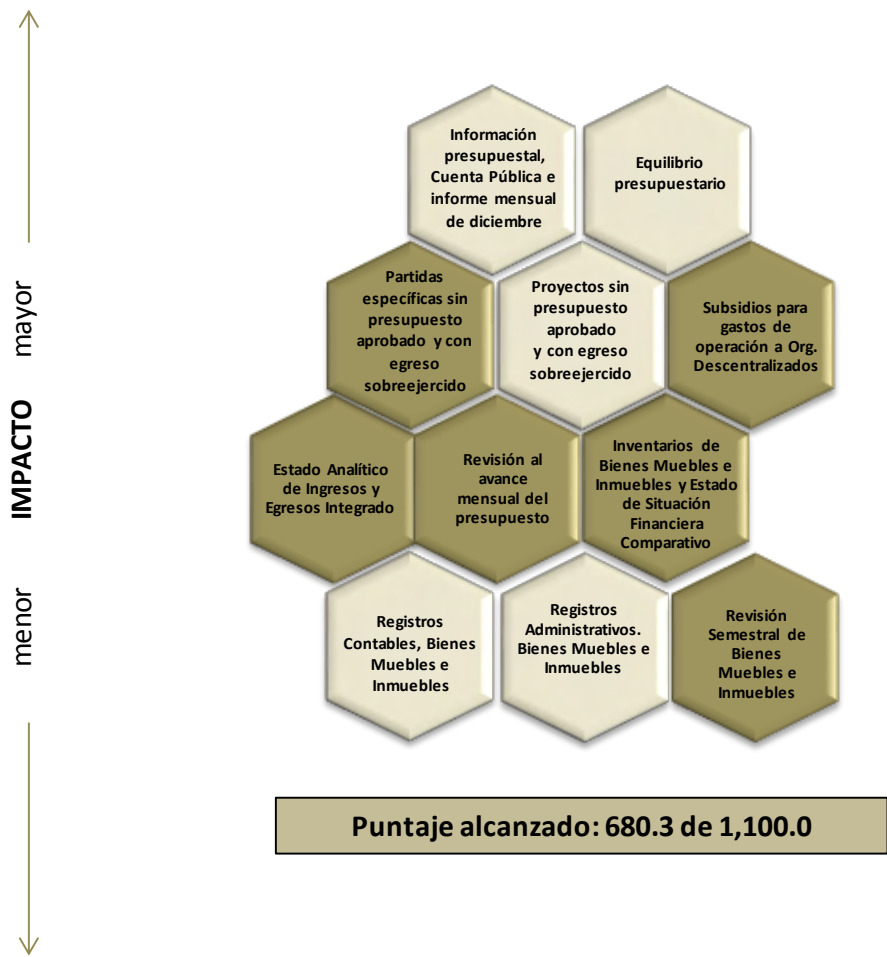 Información
presupuestal,
Cuenta Pública e
informe mensual
de diciembre
Equilibrio
presupuestario
Partidas
específicas sin
presupuesto
aprobado y con
egreso
sobreejercido
Proyectos sin
presupuesto
aprobado
y con egreso
sobreejercido
Subsidios para
gastos de
operación a Org.
Descentralizados
Estado Analítico
de Ingresos y
Egresos Integrado
Revisión al
avance
mensual del
presupuesto
Inventarios de
Bienes Muebles e
Inmuebles y Estado
de Situación
Financiera
Comparativo
Registros
Contables, Bienes
Muebles e
Inmuebles
Registros
Administrativos.
Bienes Muebles e
Inmuebles
Revisión
Semestral de
Bienes
Muebles e
Inmuebles
menor IMPACTO mayor
Puntaje alcanzado: 680.3 de 1,100.0